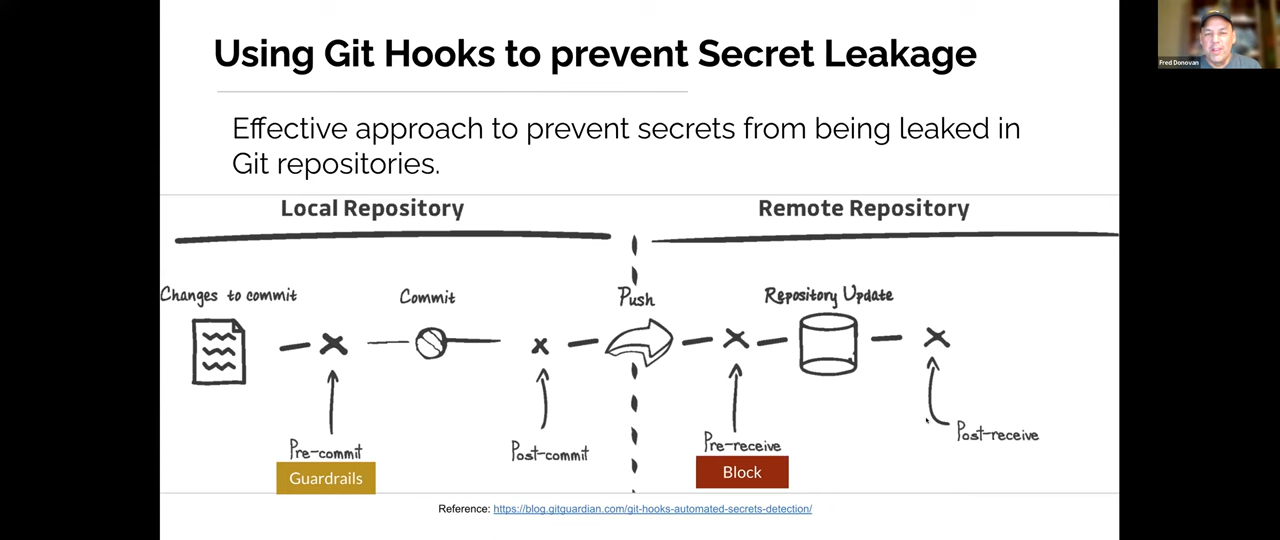 Using Git Hooks to prevent Secret Leakage
Fred Donovan
Effective approach to prevent secrets from being leaked in
Git repositories.
Local Repository
Remote Repository
Changes to commit
Commit
Push
Repository Update
Pre-commit
Guardrails
Post-commit
Pre-receive
Block
Post-receive
Reference: https://blog.gitguardian.com/git-hooks-automated-secrets-detection/